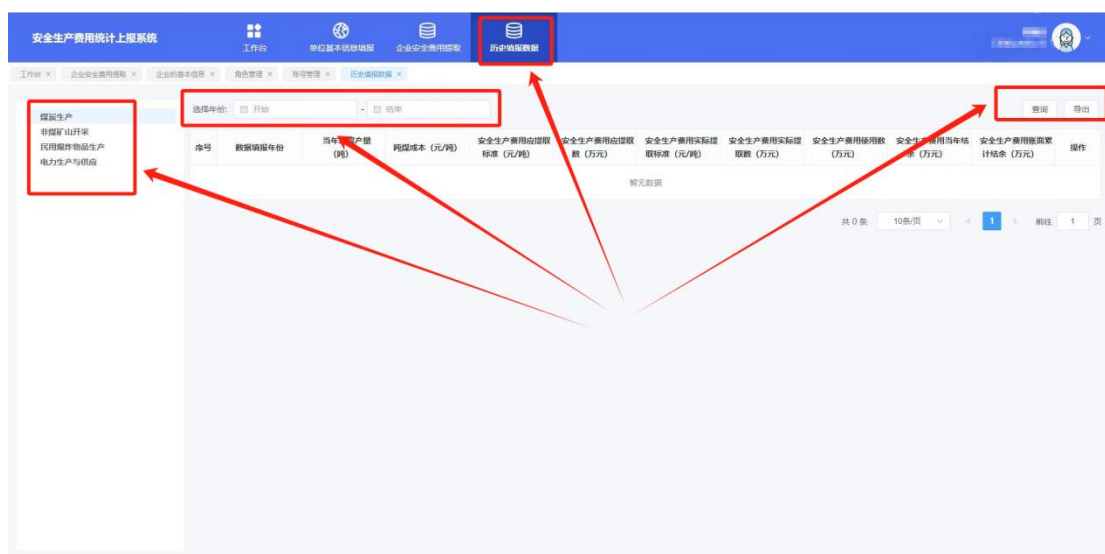 安全生产费用统计上报系统
工作台
单位基本信息填报
企业安全费用提取
历史填报数据
工作台 ×
企业安全费用提取 ×
企业的基本信息 ×
角色管理 ×
账号管理 ×
历史填报数据 ×
煤炭生产
非煤矿山开采
民用爆炸物品生产
电力生产与供应
选择年份: 开始 - 结束
查询
导出
序号
数据填报年份
当年 产量
(吨)
吨煤成本（元/吨）
安全生产费用应提取
标准（元/吨）
安全生产费用应提取
数（万元）
安全生产费用实际提
取标准（元/吨）
安全生产费用实际提
取数（万元）
安全生产费用使用数
（万元）
安全生产费用当年结
余（万元）
安全生产费用账面累
计结余（万元）
操作
暂无数据
共 0 条
10条/页
1
前往 1 页